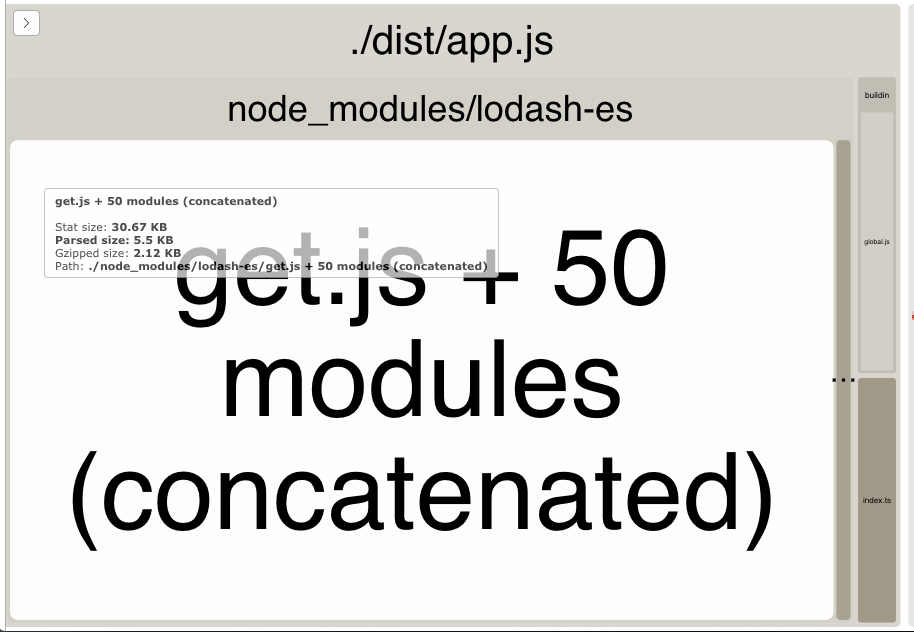 ./dist/app.js
node_modules/lodash-es
buildin
get.js + 50 modules (concatenated)
Stat size: 30.67 KB
Parsed size: 5.5 KB
Gzipped size: 2.12 KB
Path: ./node_modules/lodash-es/get.js + 50 modules (concatenated)
get.js + 50
modules
(concatenated)
global.js
...
index.ts